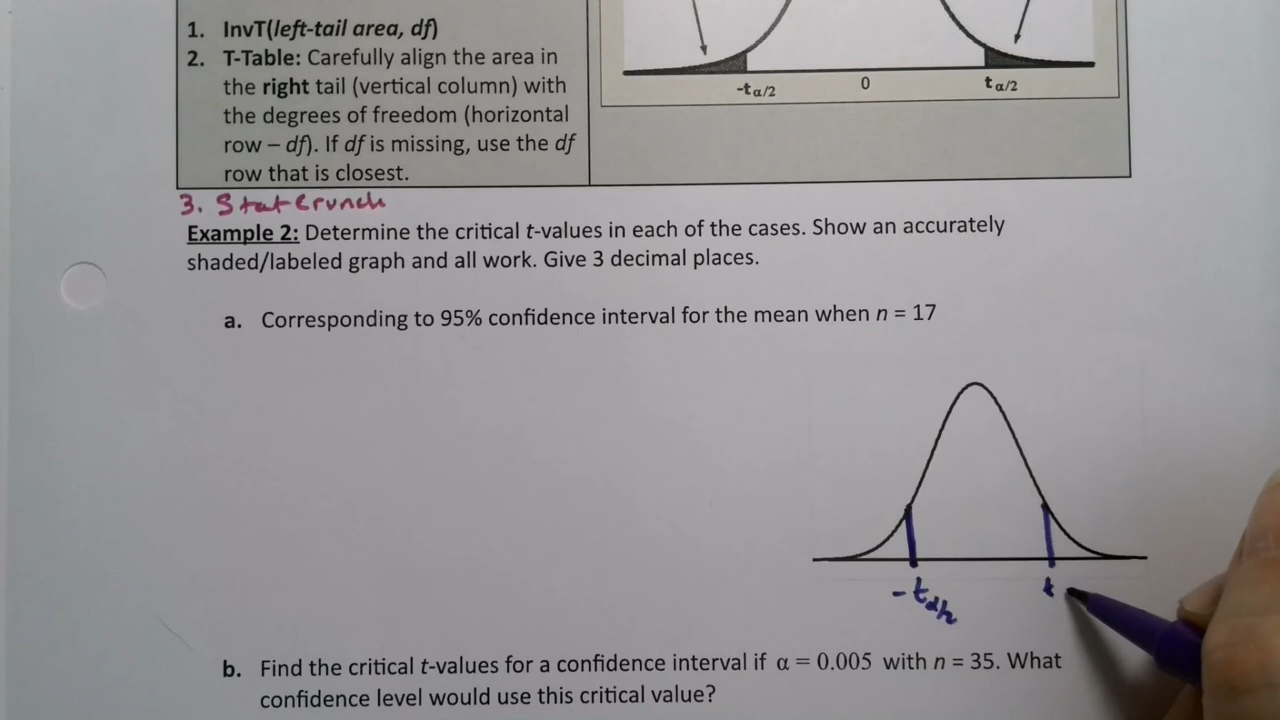 1. InvT(left-tail area, df)
2. T-Table: Carefully align the area in
the right tail (vertical column) with
the degrees of freedom (horizontal
row – df). If df is missing, use the df
row that is closest.
-tα/2 0 tα/2
3. StatCrunch
Example 2: Determine the critical t-values in each of the cases. Show an accurately
shaded/labeled graph and all work. Give 3 decimal places.
a. Corresponding to 95% confidence interval for the mean when n = 17
-tα/2 t
b. Find the critical t-values for a confidence interval if α = 0.005 with n = 35. What
confidence level would use this critical value?